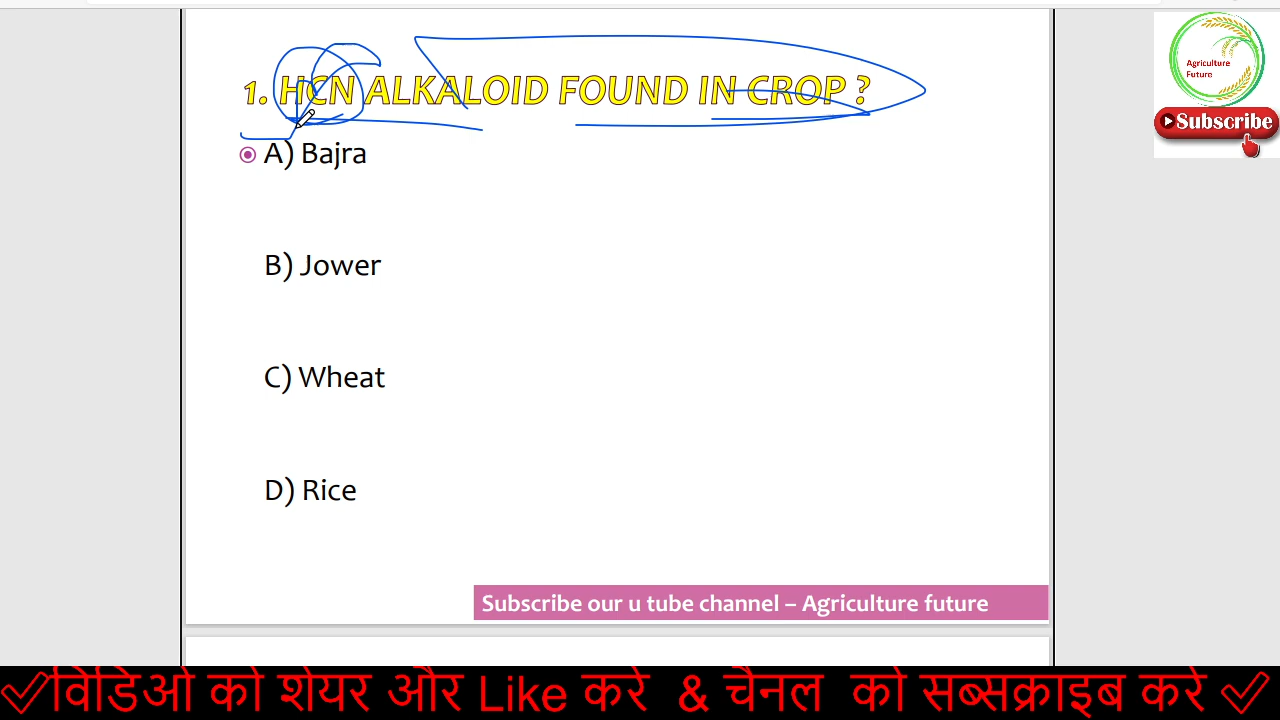 1. HCN ALKALOID FOUND IN CROP ?
A) Bajra
B) Jower
C) Wheat
D) Rice
Subscribe our u tube channel – Agriculture future
Agriculture
Future
Subscribe
✓विडिओ को शेयर और Like करे & चैनल को सब्सक्राइब करे ✓